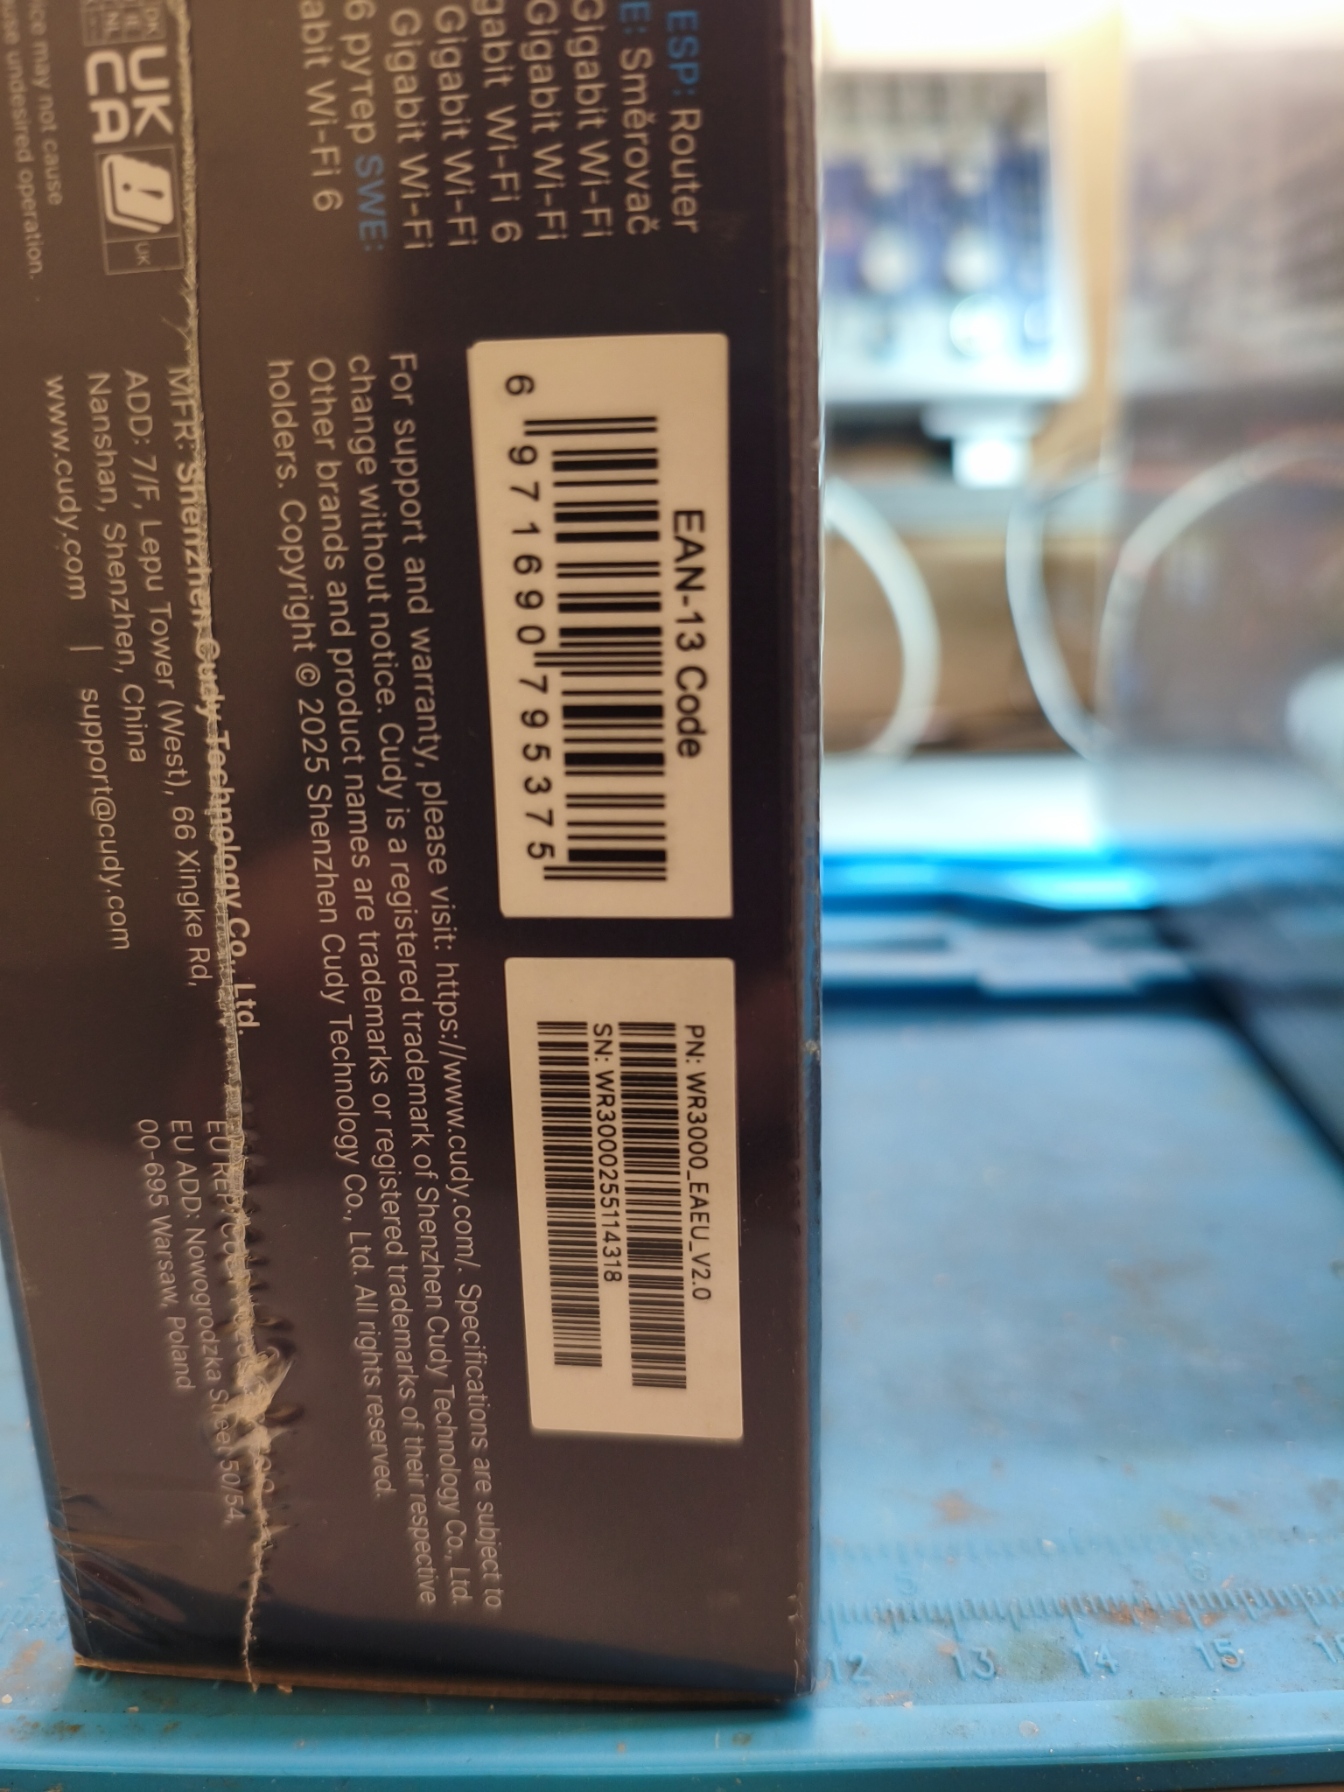 ESP: Router
E: Směrovač
Gigabit Wi-Fi
Gigabit Wi-Fi
gabit Wi-Fi 6
Gigabit Wi-Fi
Gigabit Wi-Fi
6 рутер SWE:
abit Wi-Fi 6
UK
CA
UK
ice may not cause
se undesired operation.
EAN-13 Code
6 971690 795375
PN: WR3000_EAEU_V2.0
SN: WR3000255114318
For support and warranty, please visit: https://www.cudy.com/. Specifications are subject to
change without notice. Cudy is a registered trademark of Shenzhen Cudy Technology Co., Ltd.
Other brands and product names are trademarks or registered trademarks of their respective
holders. Copyright © 2025 Shenzhen Cudy Technology Co., Ltd. All rights reserved.
MFR: Shenzhen Cudy Technology Co., Ltd.
ADD: 7/F, Lepu Tower (West), 66 Xingke Rd,
Nanshan, Shenzhen, China
www.cudy.com | support@cudy.com
EU REP:
EU ADD: Nowogrodzka Street 50/54,
00-695 Warsaw, Poland
12 13 14 15